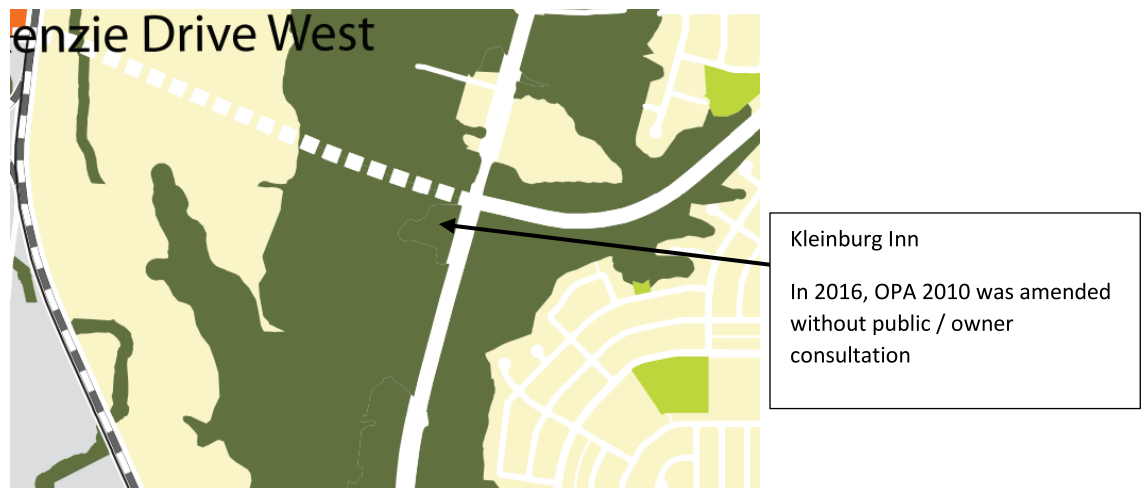 enzie Drive West
Kleinburg Inn
In 2016, OPA 2010 was amended
without public / owner
consultation